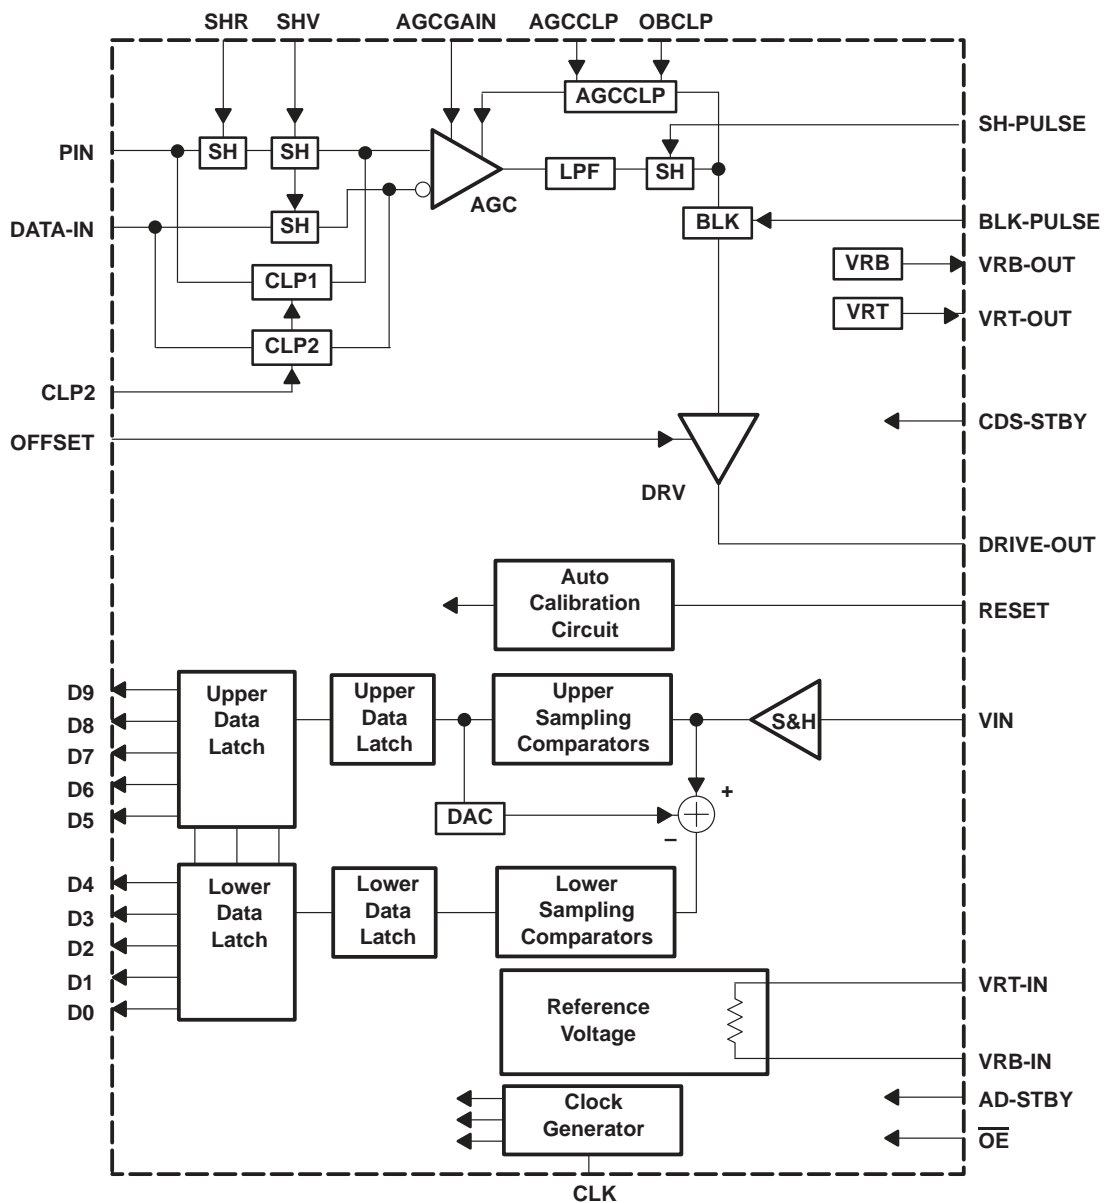 SHR SHV AGCGAIN AGCCLP OBCLP
AGCCLP
SH-PULSE
PIN SH SH LPF SH
AGC
DATA-IN SH BLK BLK-PULSE
CLP1 VRB VRB-OUT
VRT VRT-OUT
CLP2
CLP2
CDS-STBY
OFFSET
DRV
DRIVE-OUT
Auto
Calibration
Circuit
RESET
D9
D8
D7
D6
D5
Upper
Data
Latch
Upper
Data
Latch
Upper
Sampling
Comparators
S&H
VIN
+
DAC
–
D4
D3
D2
D1
D0
Lower
Data
Latch
Lower
Data
Latch
Lower
Sampling
Comparators
Reference
Voltage
VRT-IN
VRB-IN
Clock
Generator
AD-STBY
OE
CLK